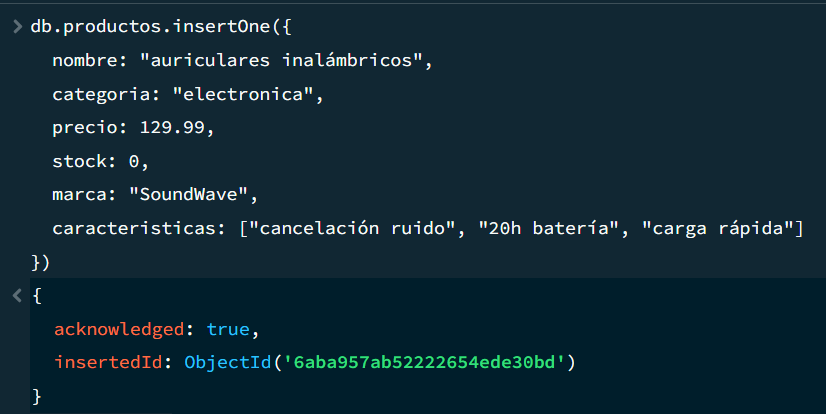 db.productos.insertOne({
nombre: "auriculares inalámbricos",
categoria: "electronica",
precio: 129.99,
stock: 0,
marca: "SoundWave",
caracteristicas: ["cancelación ruido", "20h batería", "carga rápida"]
})
{
acknowledged: true,
insertedId: ObjectId('6aba957ab52222654ede30bd')
}